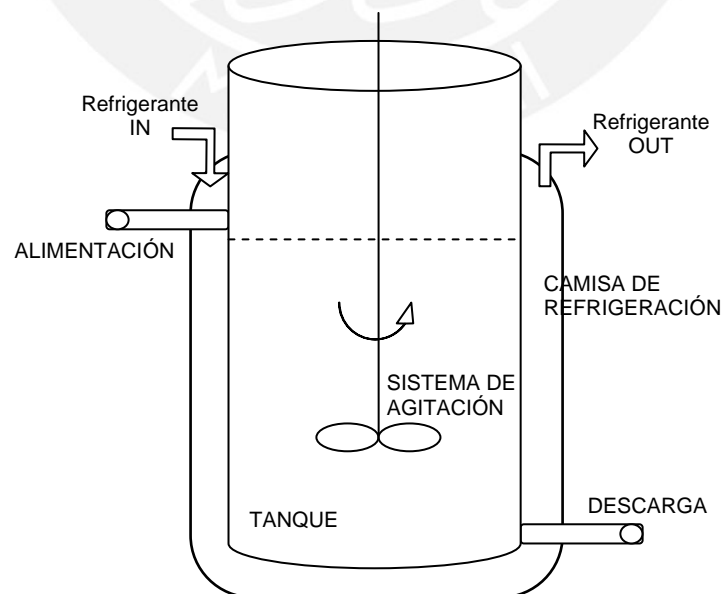 Refrigerante
IN
Refrigerante
OUT
ALIMENTACIÓN
CAMISA DE
REFRIGERACIÓN
SISTEMA DE
AGITACIÓN
TANQUE
DESCARGA